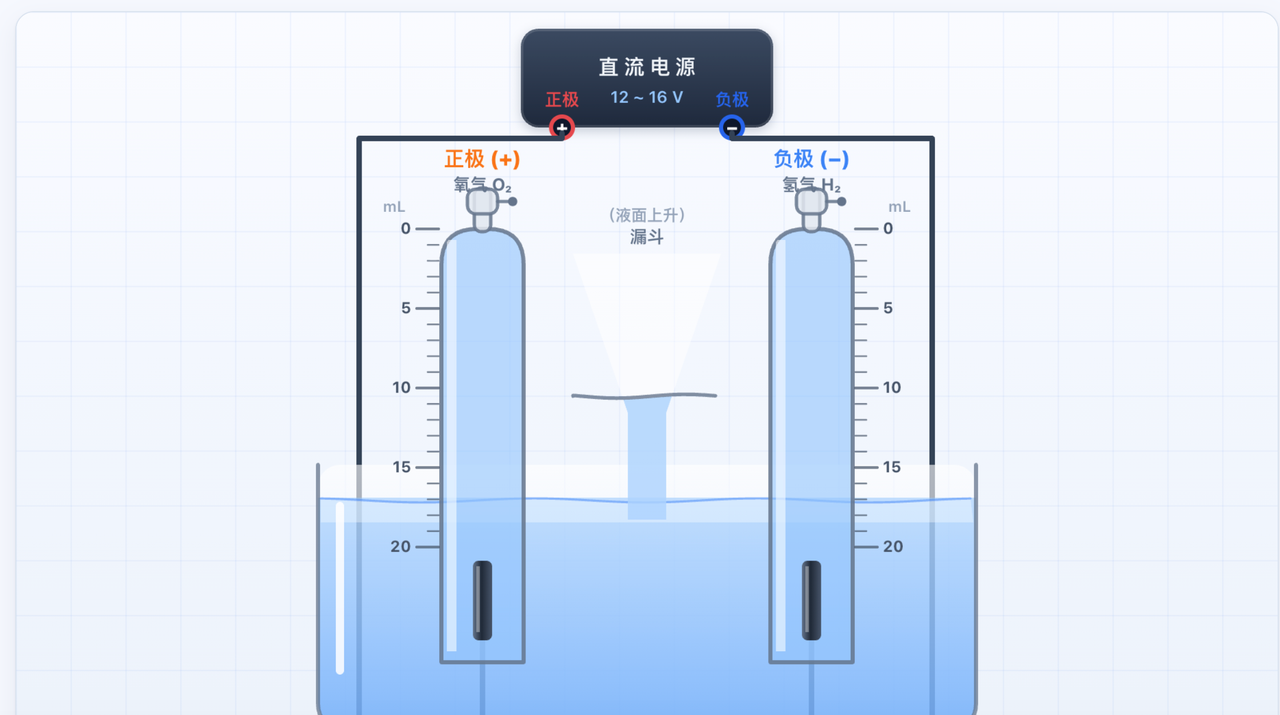 直流电源
正极 12 ~ 16 V 负极
+ −
正极 (+) 负极 (−)
氧气 O₂ 氢气 H₂
mL mL
(液面上升)
漏斗
0 0
5 5
10 10
15 15
20 20